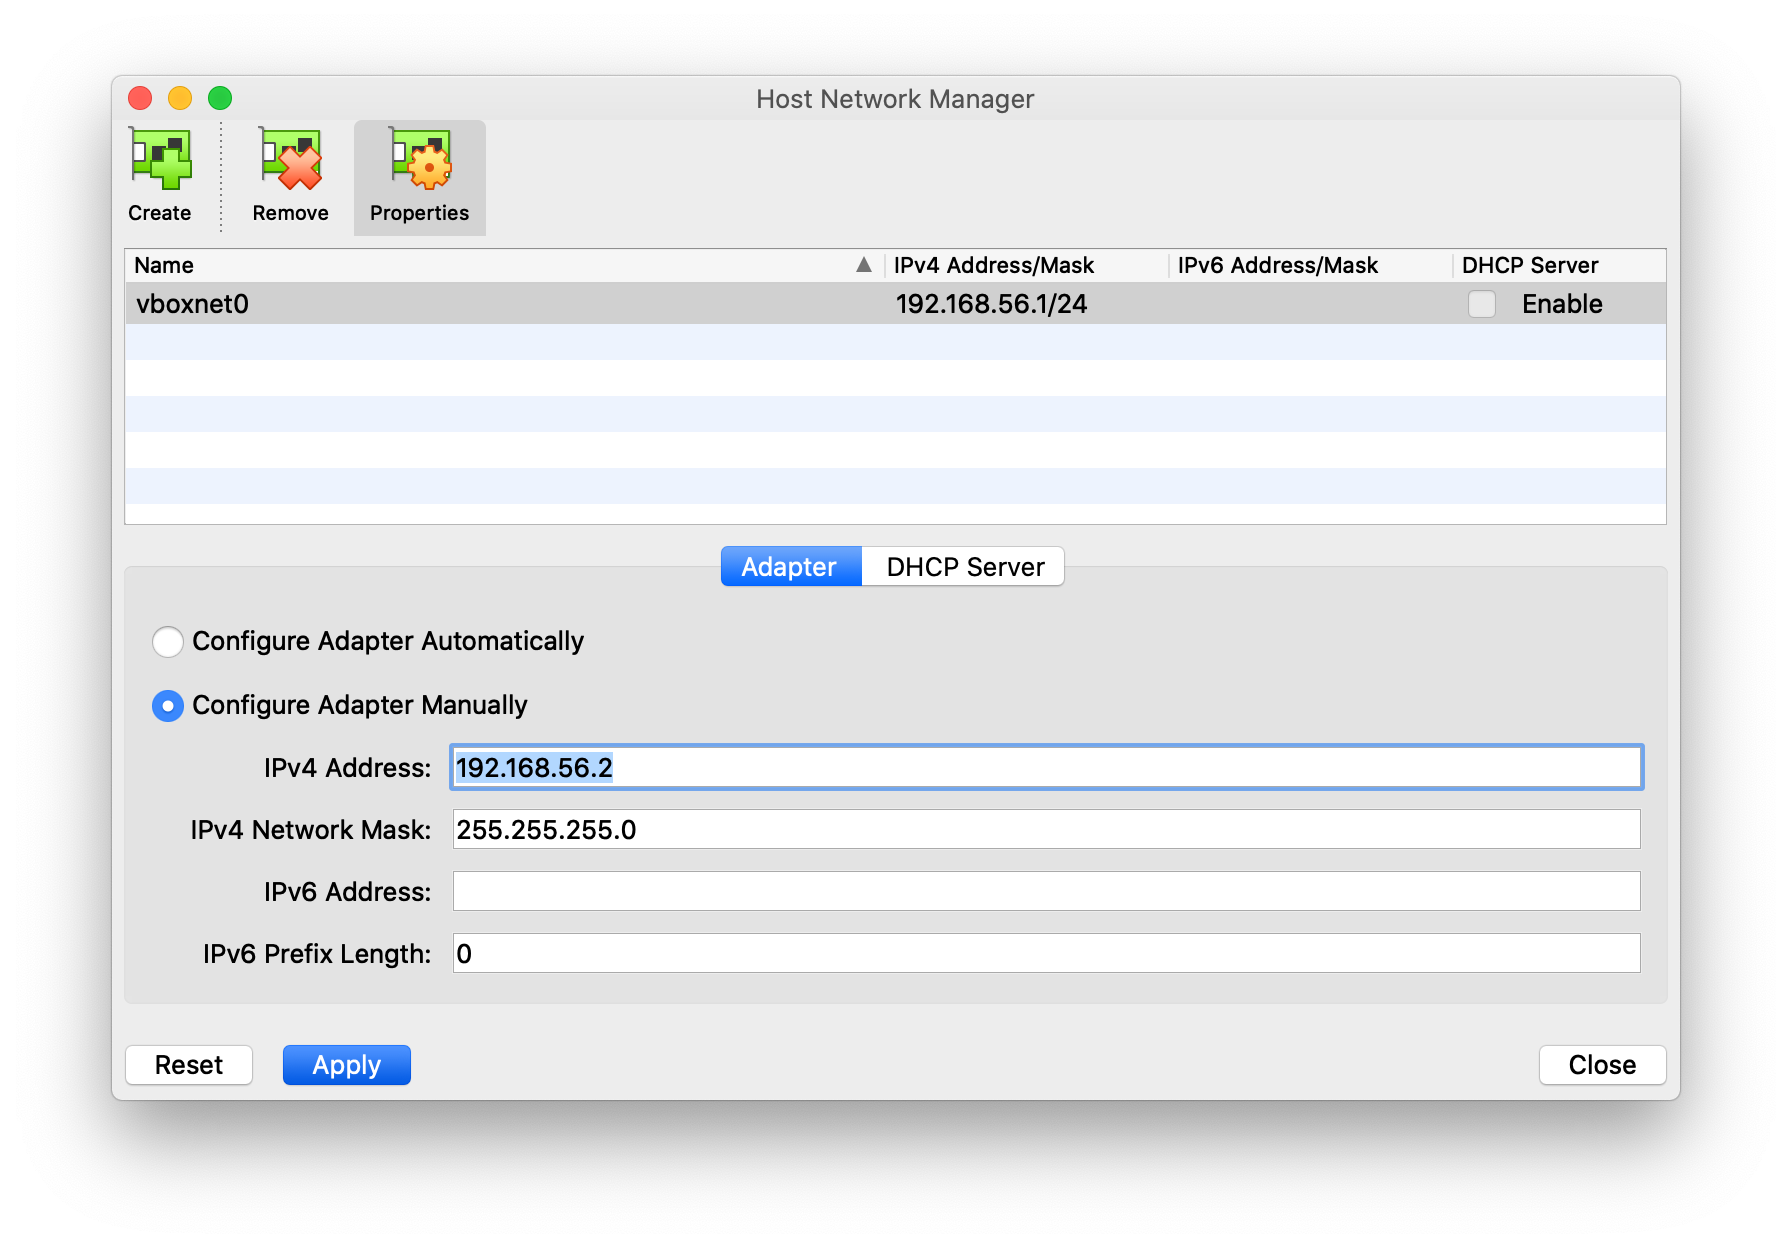 Host Network Manager
Create Remove Properties
Name IPv4 Address/Mask IPv6 Address/Mask DHCP Server
vboxnet0 192.168.56.1/24 Enable
Adapter DHCP Server
Configure Adapter Automatically
Configure Adapter Manually
IPv4 Address: 192.168.56.2
IPv4 Network Mask: 255.255.255.0
IPv6 Address:
IPv6 Prefix Length: 0
Reset Apply Close